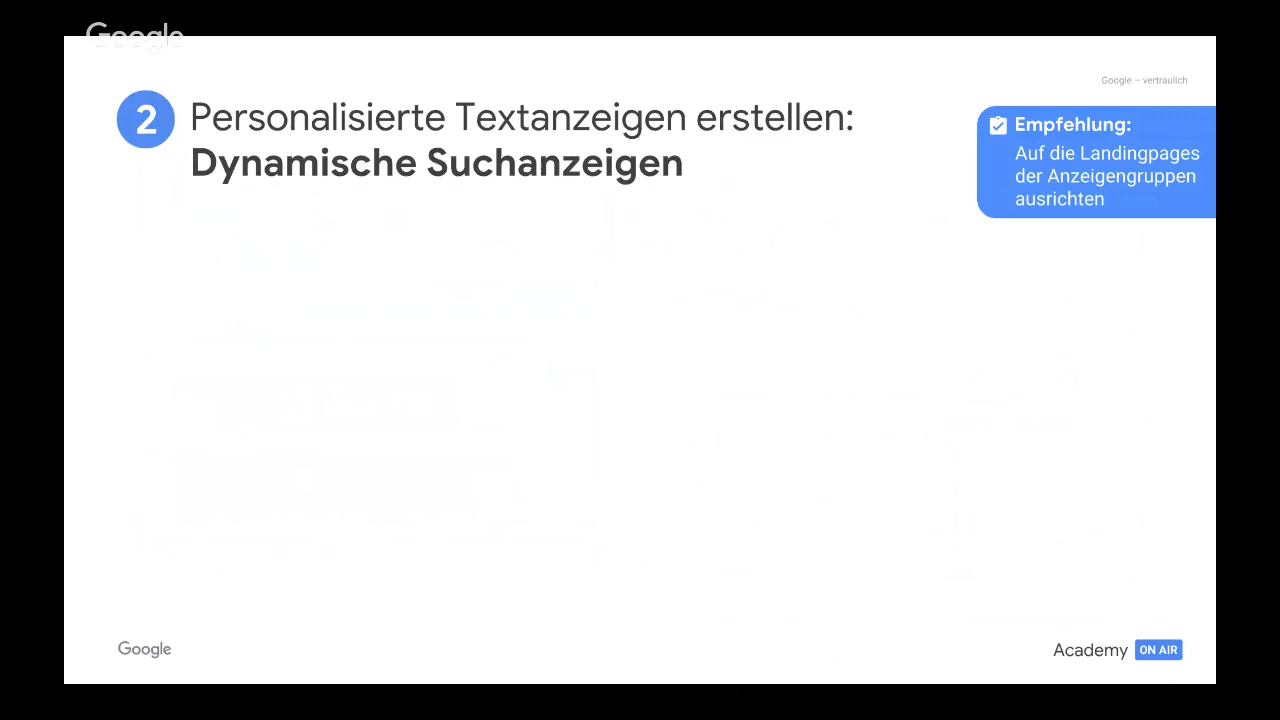 Google
Google – vertraulich
2
Personalisierte Textanzeigen erstellen:
Dynamische Suchanzeigen
Empfehlung:
Auf die Landingpages
der Anzeigengruppen
ausrichten
Google
Academy ON AIR